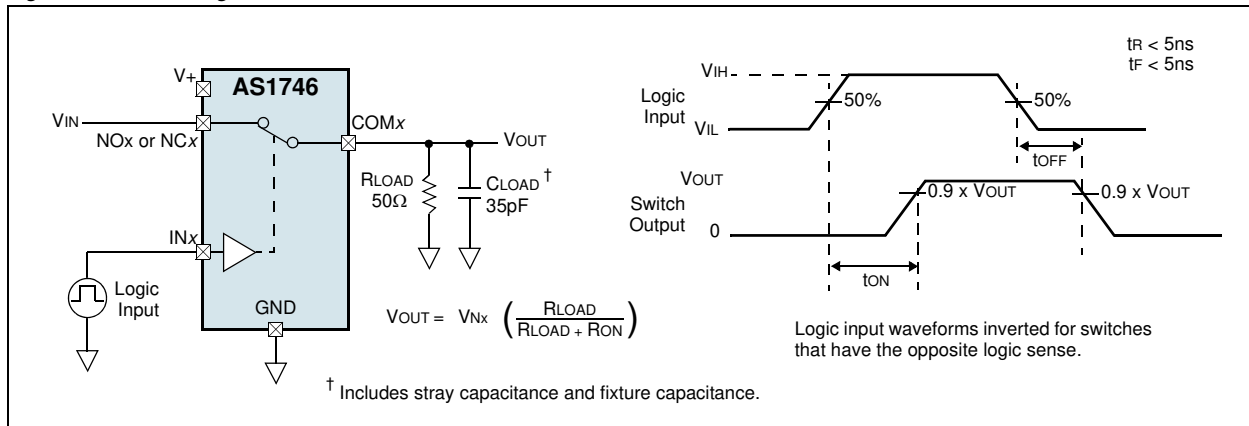 V+
AS1746
VIN
NOx or NCx
COMx
VOUT
RLOAD
50Ω
CLOAD †
35pF
INx
Logic
Input
GND
VOUT = VNx (RLOAD / RLOAD + RON)
† Includes stray capacitance and fixture capacitance.
tR < 5ns
tF < 5ns
VIH
Logic
Input
VIL
50%
50%
tOFF
VOUT
Switch
Output
0
0.9 x VOUT
0.9 x VOUT
tON
Logic input waveforms inverted for switches
that have the opposite logic sense.